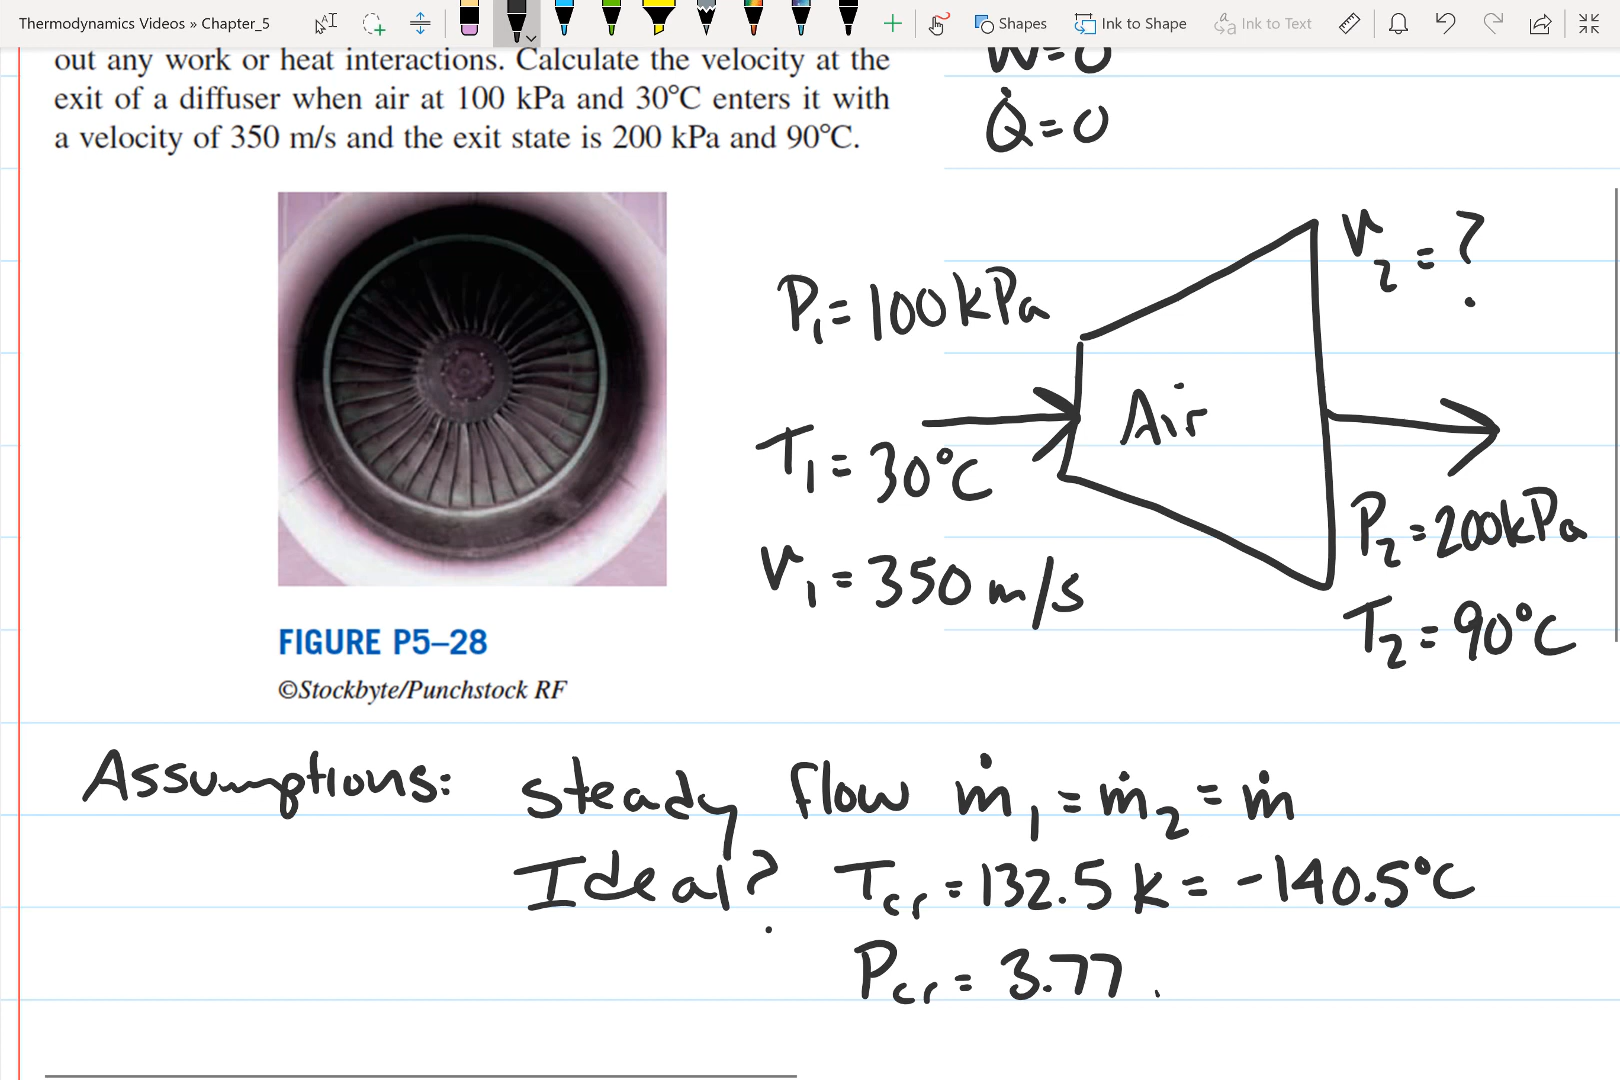 Thermodynamics Videos » Chapter_5
Shapes
Ink to Shape
Ink to Text
out any work or heat interactions. Calculate the velocity at the
exit of a diffuser when air at 100 kPa and 30°C enters it with
a velocity of 350 m/s and the exit state is 200 kPa and 90°C.
Ẇ=0
Q̇=0
V₂ = ?
P₁= 100kPa
Air
T₁= 30°C
P₂=200kPa
V₁= 350 m/s
T₂=90°C
FIGURE P5–28
©Stockbyte/Punchstock RF
Assumptions: steady flow ṁ₁=ṁ₂=ṁ
Ideal? Tcr=132.5 K= -140.5°C
Pcr= 3.77